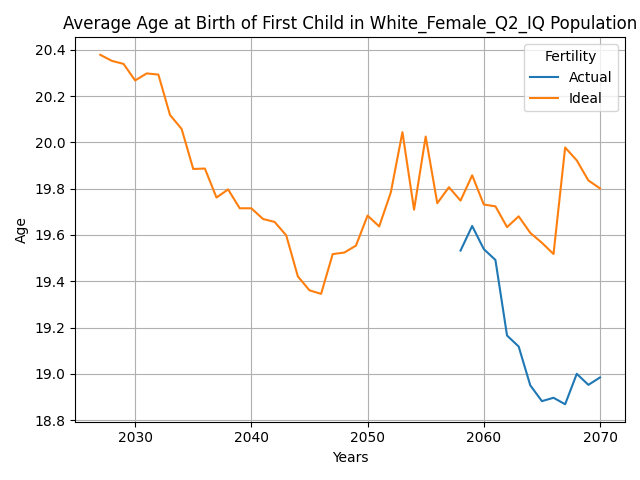 Average Age at Birth of First Child in White_Female_Q2_IQ Population
Fertility
Actual
Ideal
Age
20.4
20.2
20.0
19.8
19.6
19.4
19.2
19.0
18.8
2030 2040 2050 2060 2070
Years